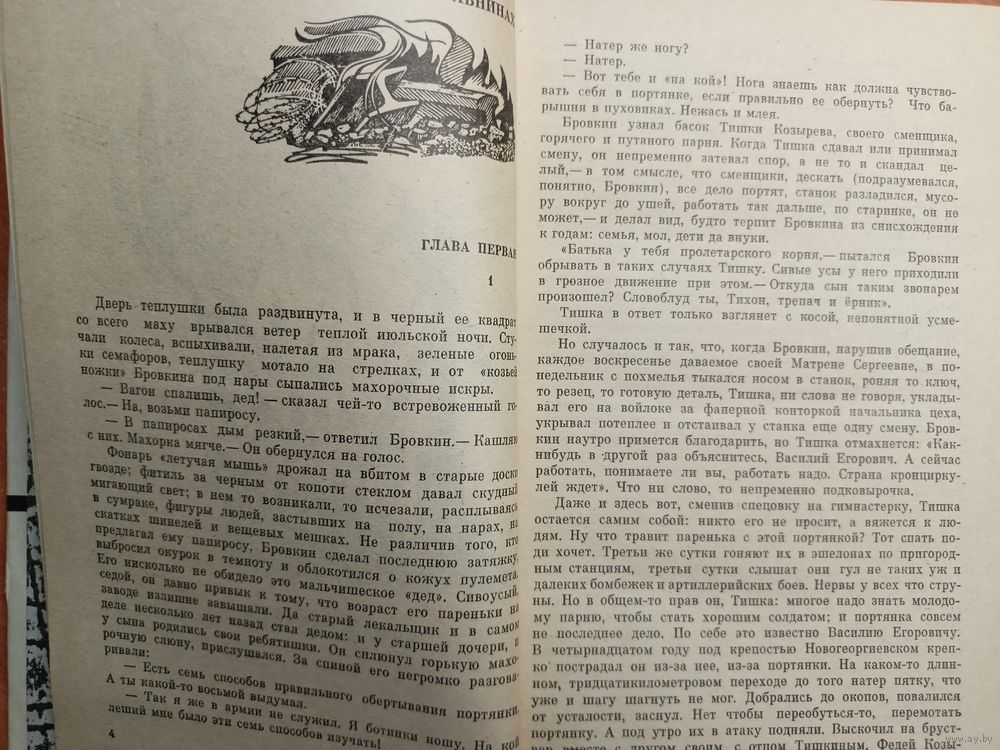 ГЛАВА ПЕРВАЯ
1
Дверь теплушки была раздвинута, и в черный ее квадрат
со всего маху врывался ветер теплой июльской ночи. Сту-
чали колеса, вспыхивали, налетая из мрака, зеленые огонь-
ки семафоров, теплушку мотало на стрелках, и от «козьей
ножки» Бровкина под нары сыпались махорочные искры.
— Вагон спалишь, дед! — сказал чей-то встревоженный го-
лос.— На, возьми папиросу.
— В папиросах дым резкий,— ответил Бровкин.— Кашляю
с них. Махорка мягче.— Он обернулся на голос.
Фонарь «летучая мышь» дрожал на вбитом в старые доски
гвозде; фитиль за черным от копоти стеклом давал скудный
мигающий свет; в нем то возникали, то исчезали, расплываясь
в сумраке, фигуры людей, застывших на полу, на нарах, на
скатках шинелей и вещевых мешках. Не различив того, кто
предлагал ему папиросу, Бровкин сделал последнюю затяжку,
выбросил окурок в темноту и облокотился о кожух пулемета.
Его нисколько не обидело это мальчишеское «дед». Сивоусый,
седой, он давно привык к тому, что возраст его пареньки на
заводе излишне завышали. Да старый лекальщик и в самом
деле несколько лет назад стал дедом: и у старшей дочери, и
у сына родились свои ребятишки. Он сплюнул горькую махо-
рочную слюну, прислушался. За спиной его негромко разгова-
ривали:
— Есть семь способов правильного обертывания портянки.
А ты какой-то восьмой выдумал.
— Так я же в армии не служил. Я ботинки ношу. На кой
леший мне было эти семь способов изучать!
4
— Натер же ногу?
— Натер.
— Вот тебе и «на кой»! Нога знаешь как должна чувство-
вать себя в портянке, если правильно ее обернуть? Что ба-
рышня в пуховиках. Нежась и млея.
Бровкин узнал басок Тишки Козырева, своего сменщика,
горячего и путаного парня. Когда Тишка сдавал или принимал
смену, он непременно затевал спор, а не то и скандал це-
лый,— в том смысле, что сменщики, дескать (подразумевался,
понятно, Бровкин), все дело портят, станок разладился, мусо-
ру вокруг до ушей, работать так дальше, по старинке, он не
может,— и делал вид, будто терпит Бровкина из снисхождения
к годам: семья, мол, дети да внуки.
«Батька у тебя пролетарского корня,— пытался Бровкин
обрывать в таких случаях Тишку. Сивые усы у него приходили
в грозное движение при этом.— Откуда сын таким звонарем
произошел? Словоблуд ты, Тихон, трепач и ёрник».
Тишка в ответ только взглянет с косой, непонятной усме-
шечкой.
Но случалось и так, что, когда Бровкин, нарушив обещание,
каждое воскресенье даваемое своей Матрене Сергеевне, в по-
недельник с похмелья тыкался носом в станок, роняя то ключ,
то резец, то готовую деталь, Тишка, ни слова не говоря, уклады-
вал его на войлоке за фанерной конторкой начальника цеха,
укрывал потеплее и отстаивал у станка еще одну смену. Бров-
кин наутро примется благодарить, но Тишка отмахнется: «Как-
нибудь в другой раз объяснитесь, Василий Егорович. А сейчас
работать, понимаете ли вы, работать надо. Страна кронцирку-
лей ждет». Что ни слово, то непременно подковырочка.
Даже и здесь вот, сменив спецовку на гимнастерку, Тишка
остается самим собой: никто его не просит, а вяжется к лю-
дям. Ну что травит паренька с этой портянкой? Тот спать по-
ди хочет. Третьи же сутки гоняют их в эшелонах по пригород-
ным станциям, третьи сутки слышат они гул не таких уж и
далеких бомбежек и артиллерийских боев. Нервы у всех что стру-
ны. Но в общем-то прав он, Тишка: многое надо знать молодо-
му парню, чтобы стать хорошим солдатом; и портянка совсем
не последнее дело. По себе это известно Василию Егоровичу.
В четырнадцатом году под крепостью Новогеоргиевском креп-
ко пострадал он из-за нее, из-за портянки. На каком-то длин-
ном, тридцатикилометровом переходе до того натер пятку, что
уже и шагу шагнуть не мог. Добрались до окопов, повалился
от усталости, заснул. Нет чтобы переобуться-то, перемотать
портянку. А под утро их в атаку подняли. Выскочил на бруст-
вер вместе с другом своим, с отцом Тишкиным, Федей Козы-
www.ay.by